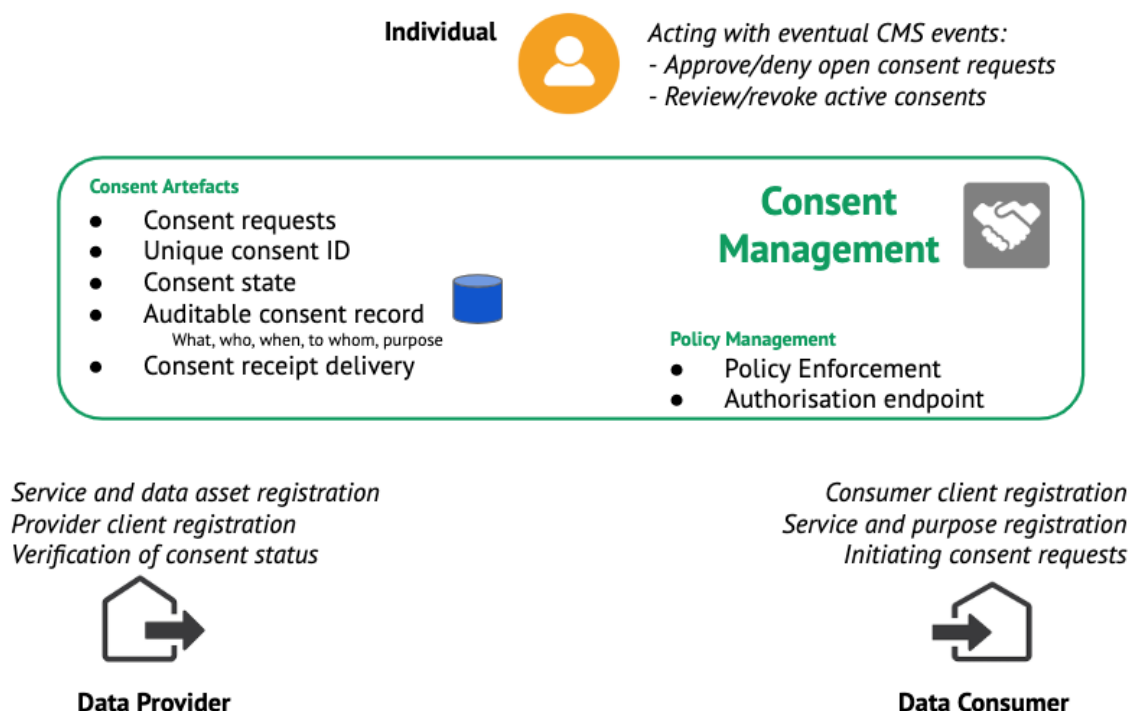 Individual
Acting with eventual CMS events:
- Approve/deny open consent requests
- Review/revoke active consents
Consent Artefacts
● Consent requests
● Unique consent ID
● Consent state
● Auditable consent record
What, who, when, to whom, purpose
● Consent receipt delivery
Consent
Management
Policy Management
● Policy Enforcement
● Authorisation endpoint
Service and data asset registration
Provider client registration
Verification of consent status
Data Provider
Consumer client registration
Service and purpose registration
Initiating consent requests
Data Consumer